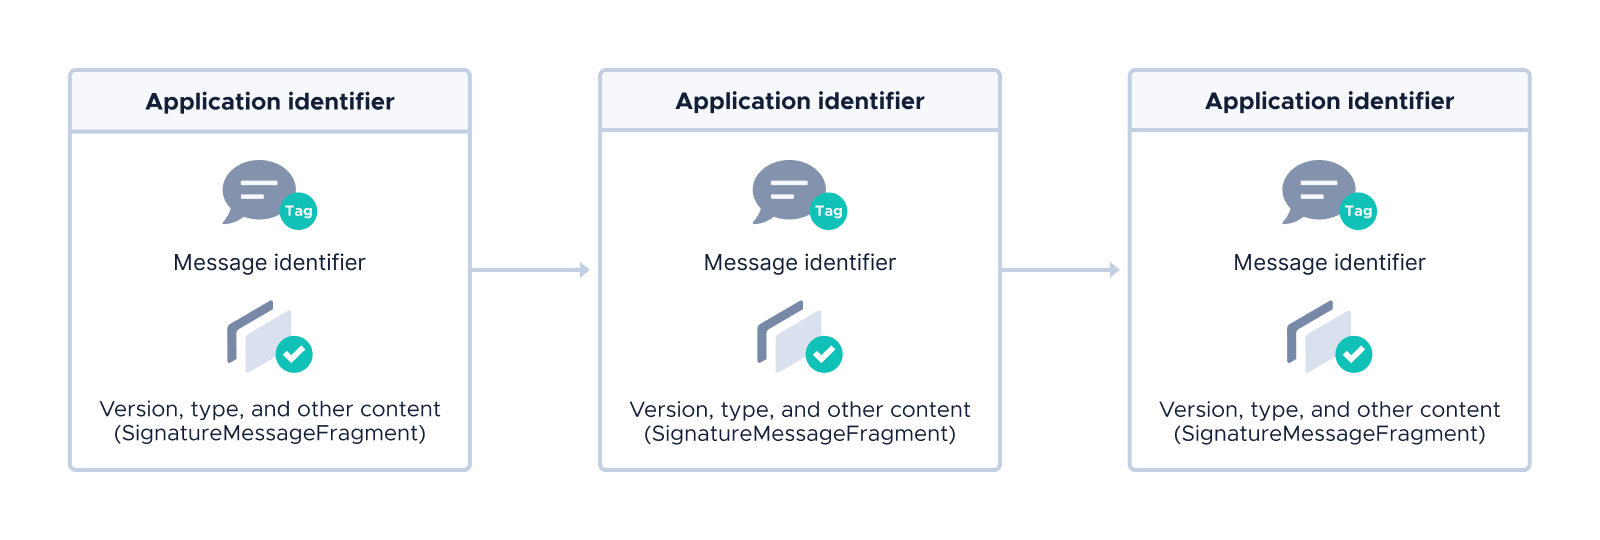 Application identifier
Tag
Message identifier
Version, type, and other content
(SignatureMessageFragment)
Application identifier
Tag
Message identifier
Version, type, and other content
(SignatureMessageFragment)
Application identifier
Tag
Message identifier
Version, type, and other content
(SignatureMessageFragment)